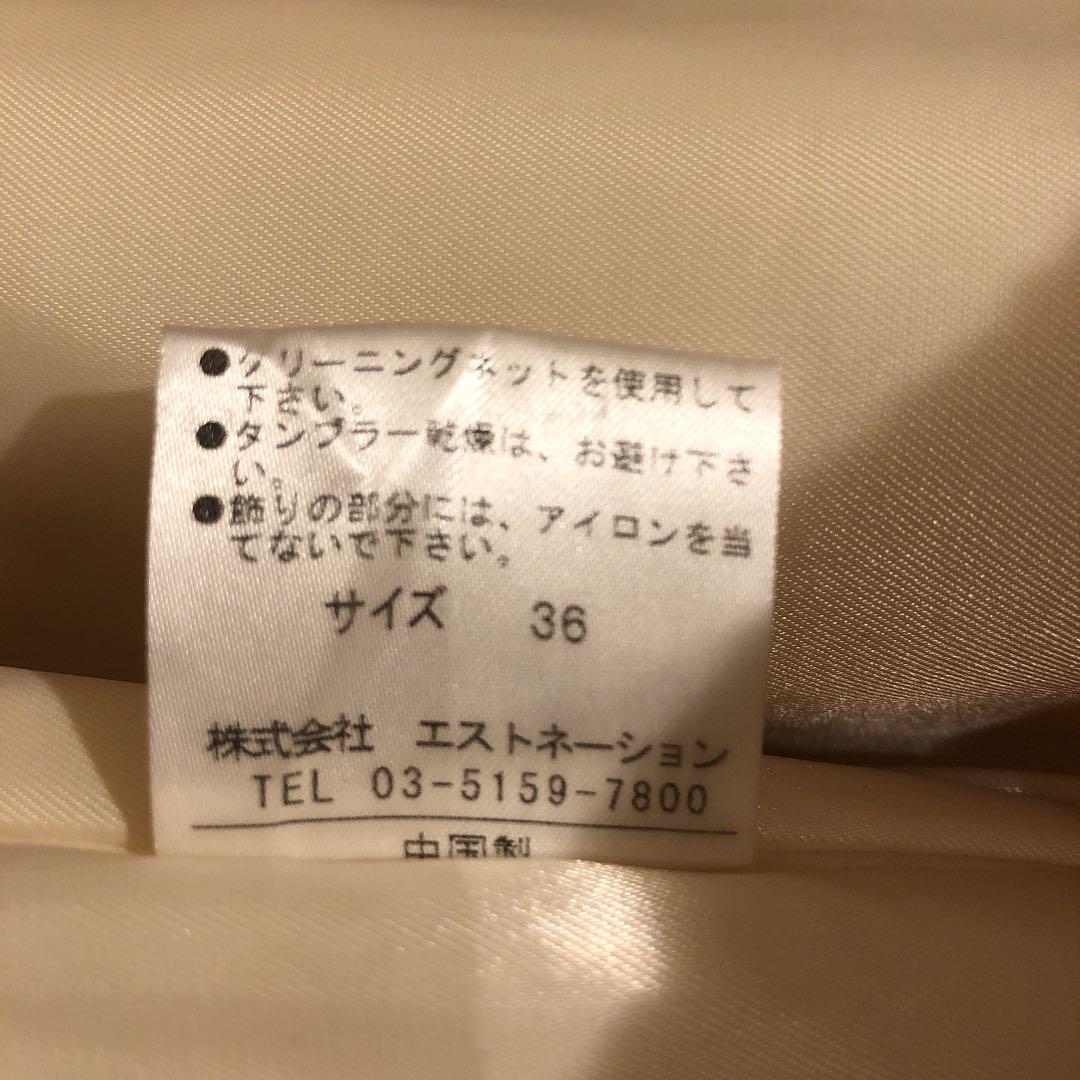 ●クリーニングネットを使用して
下さい。
●タンブラー乾燥は、お避け下さ
い。
●飾りの部分には、アイロンを当
てないで下さい。
サイズ 36
株式会社 エストネーション
TEL 03-5159-7800
中国製